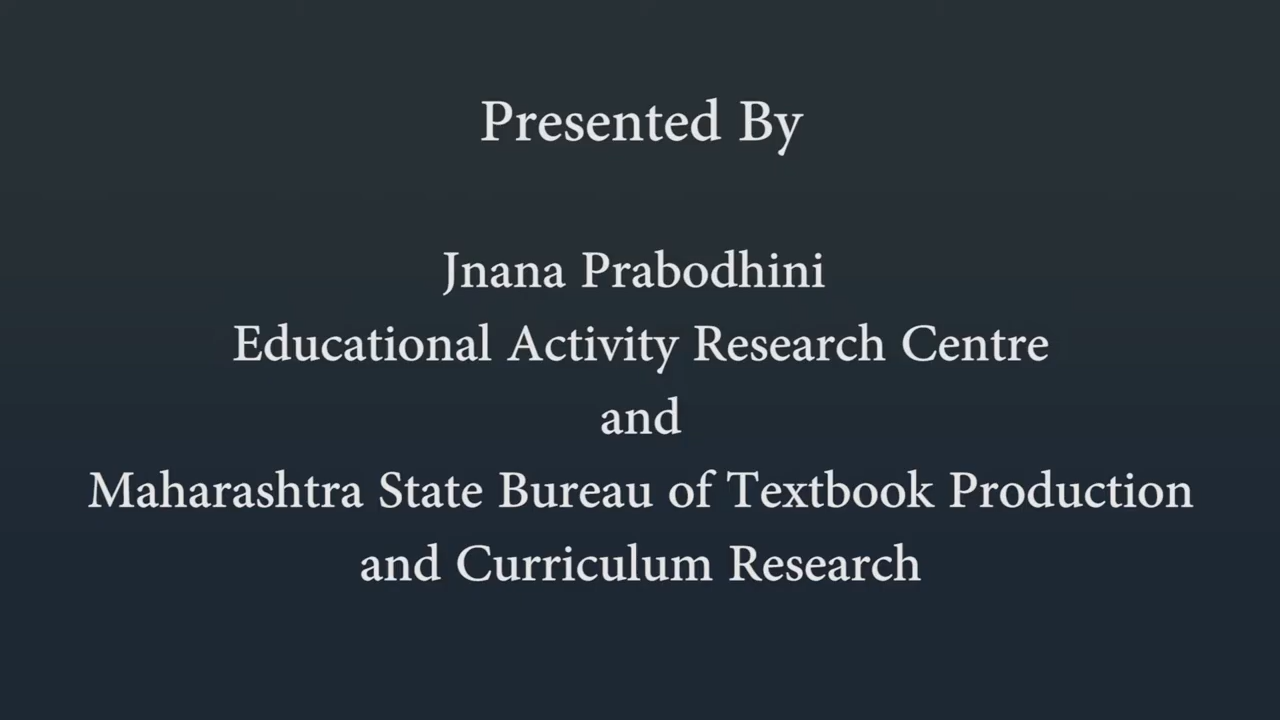 Presented By
Jnana Prabodhini
Educational Activity Research Centre
and
Maharashtra State Bureau of Textbook Production
and Curriculum Research